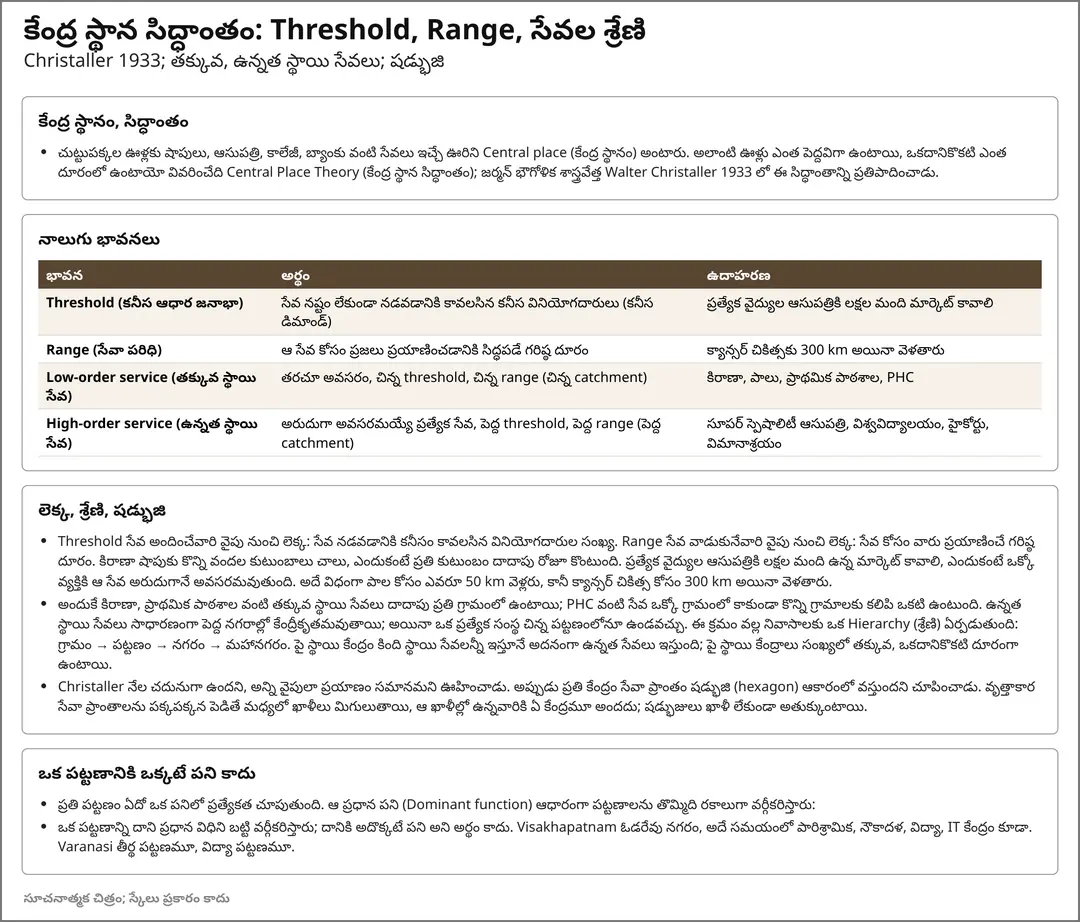 కేంద్ర స్థాన సిద్ధాంతం: Threshold, Range, సేవల శ్రేణి
Christaller 1933; తక్కువ, ఉన్నత స్థాయి సేవలు; షడ్భుజి
కేంద్ర స్థానం, సిద్ధాంతం
• చుట్టుపక్కల ఊళ్లకు షాపులు, ఆసుపత్రి, కాలేజీ, బ్యాంకు వంటి సేవలు ఇచ్చే ఊరిని Central place (కేంద్ర స్థానం) అంటారు. అలాంటి ఊళ్లు ఎంత పెద్దవిగా ఉంటాయి, ఒకదానికొకటి ఎంత
దూరంలో ఉంటాయో వివరించేది Central Place Theory (కేంద్ర స్థాన సిద్ధాంతం); జర్మన్ భౌగోళిక శాస్త్రవేత్త Walter Christaller 1933 లో ఈ సిద్ధాంతాన్ని ప్రతిపాదించాడు.
నాలుగు భావనలు
భావన అర్థం ఉదాహరణ
Threshold (కనీస ఆధార జనాభా) సేవ నష్టం లేకుండా నడవడానికి కావలసిన కనీస వినియోగదారులు (కనీస ప్రత్యేక వైద్యుల ఆసుపత్రికి లక్షల మంది మార్కెట్ కావాలి
డిమాండ్)
Range (సేవా పరిధి) ఆ సేవ కోసం ప్రజలు ప్రయాణించడానికి సిద్ధపడే గరిష్ఠ దూరం క్యాన్సర్ చికిత్సకు 300 km అయినా వెళతారు
Low-order service (తక్కువ స్థాయి తరచూ అవసరం, చిన్న threshold, చిన్న range (చిన్న catchment) కిరాణా, పాలు, ప్రాథమిక పాఠశాల, PHC
సేవ)
High-order service (ఉన్నత స్థాయి అరుదుగా అవసరమయ్యే ప్రత్యేక సేవ, పెద్ద threshold, పెద్ద range (పెద్ద సూపర్ స్పెషాలిటీ ఆసుపత్రి, విశ్వవిద్యాలయం, హైకోర్టు,
సేవ) catchment) విమానాశ్రయం
లెక్క, శ్రేణి, షడ్భుజి
• Threshold సేవ అందించేవారి వైపు నుంచి లెక్క: సేవ నడవడానికి కనీసం కావలసిన వినియోగదారుల సంఖ్య. Range సేవ వాడుకునేవారి వైపు నుంచి లెక్క: సేవ కోసం వారు ప్రయాణించే గరిష్ఠ
దూరం. కిరాణా షాపుకు కొన్ని వందల కుటుంబాలు చాలు, ఎందుకంటే ప్రతి కుటుంబం దాదాపు రోజూ కొంటుంది. ప్రత్యేక వైద్యుల ఆసుపత్రికి లక్షల మంది ఉన్న మార్కెట్ కావాలి, ఎందుకంటే ఒక్కో
వ్యక్తికి ఆ సేవ అరుదుగానే అవసరమవుతుంది. అదే విధంగా పాల కోసం ఎవరూ 50 km వెళ్లరు, కానీ క్యాన్సర్ చికిత్స కోసం 300 km అయినా వెళతారు.
• అందుకే కిరాణా, ప్రాథమిక పాఠశాల వంటి తక్కువ స్థాయి సేవలు దాదాపు ప్రతి గ్రామంలో ఉంటాయి; PHC వంటి సేవ ఒక్కో గ్రామంలో కాకుండా కొన్ని గ్రామాలకు కలిపి ఒకటి ఉంటుంది. ఉన్నత
స్థాయి సేవలు సాధారణంగా పెద్ద నగరాల్లో కేంద్రీకృతమవుతాయి; అయినా ఒక ప్రత్యేక సంస్థ చిన్న పట్టణంలోనూ ఉండవచ్చు. ఈ క్రమం వల్ల నివాసాలకు ఒక Hierarchy (శ్రేణి) ఏర్పడుతుంది:
గ్రామం → పట్టణం → నగరం → మహానగరం. పై స్థాయి కేంద్రం కింది స్థాయి సేవలన్నీ ఇస్తూనే అదనంగా ఉన్నత సేవలు ఇస్తుంది; పై స్థాయి కేంద్రాలు సంఖ్యలో తక్కువ, ఒకదానికొకటి దూరంగా
ఉంటాయి.
• Christaller నేల చదునుగా ఉందని, అన్ని వైపులా ప్రయాణం సమానమని ఊహించాడు. అప్పుడు ప్రతి కేంద్రం సేవా ప్రాంతం షడ్భుజి (hexagon) ఆకారంలో వస్తుందని చూపించాడు. వృత్తాకార
సేవా ప్రాంతాలను పక్కపక్కన పెడితే మధ్యలో ఖాళీలు మిగులుతాయి, ఆ ఖాళీల్లో ఉన్నవారికి ఏ కేంద్రమూ అందదు; షడ్భుజులు ఖాళీ లేకుండా అతుక్కుంటాయి.
ఒక పట్టణానికి ఒక్కటే పని కాదు
• ప్రతి పట్టణం ఏదో ఒక పనిలో ప్రత్యేకత చూపుతుంది. ఆ ప్రధాన పని (Dominant function) ఆధారంగా పట్టణాలను తొమ్మిది రకాలుగా వర్గీకరిస్తారు:
• ఒక పట్టణాన్ని దాని ప్రధాన విధిని బట్టి వర్గీకరిస్తారు; దానికి అదొక్కటే పని అని అర్థం కాదు. Visakhapatnam ఓడరేవు నగరం, అదే సమయంలో పారిశ్రామిక, నౌకాదళ, విద్యా, IT కేంద్రం కూడా.
Varanasi తీర్థ పట్టణమూ, విద్యా పట్టణమూ.
సూచనాత్మక చిత్రం; స్కేలు ప్రకారం కాదు